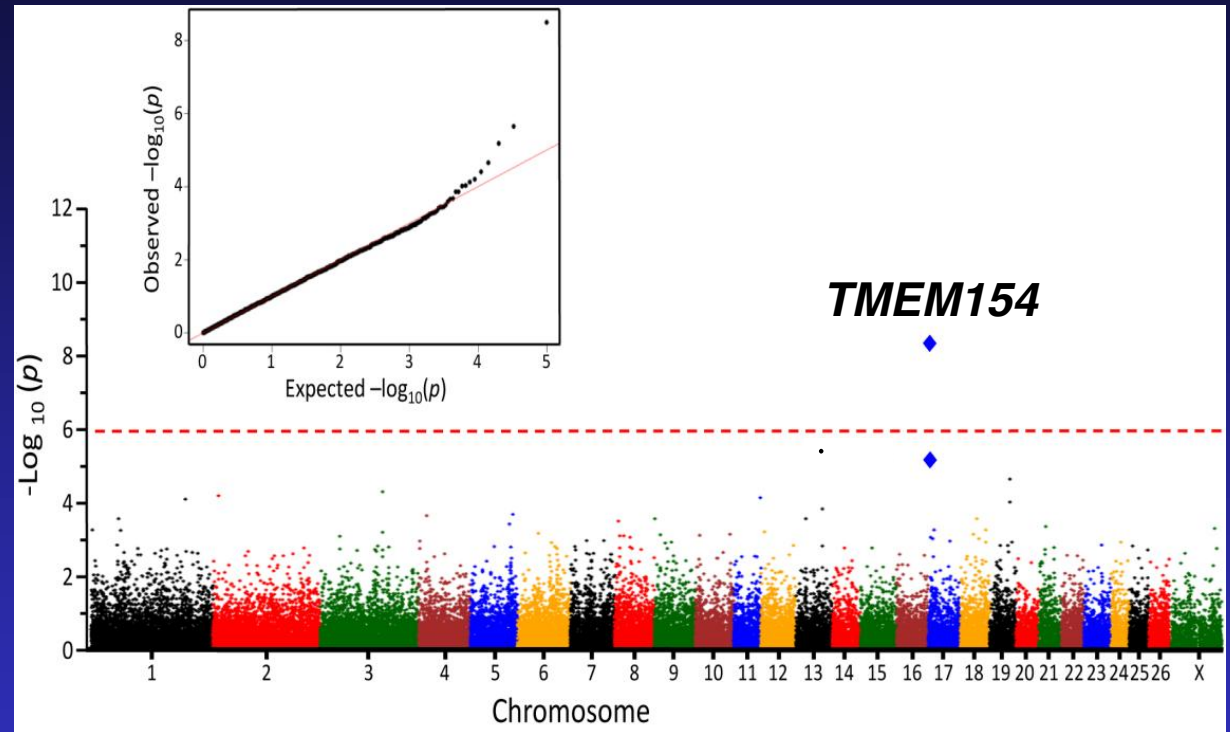 8
6
4
2
0
Observed –log10(p)
0 1 2 3 4 5
Expected –log10(p)
TMEM154
12
10
8
6
4
2
0
-Log 10 (p)
1 2 3 4 5 6 7 8 9 10 11 12 13 14 15 16 17 18 19 20 21 22 23 24 25 26 X
Chromosome